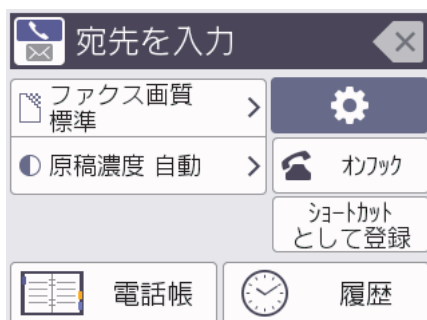 宛先を入力
ファクス画質
標準
原稿濃度 自動
ｵﾝﾌｯｸ
ｼｮｰﾄｶｯﾄ
として登録
電話帳
履歴